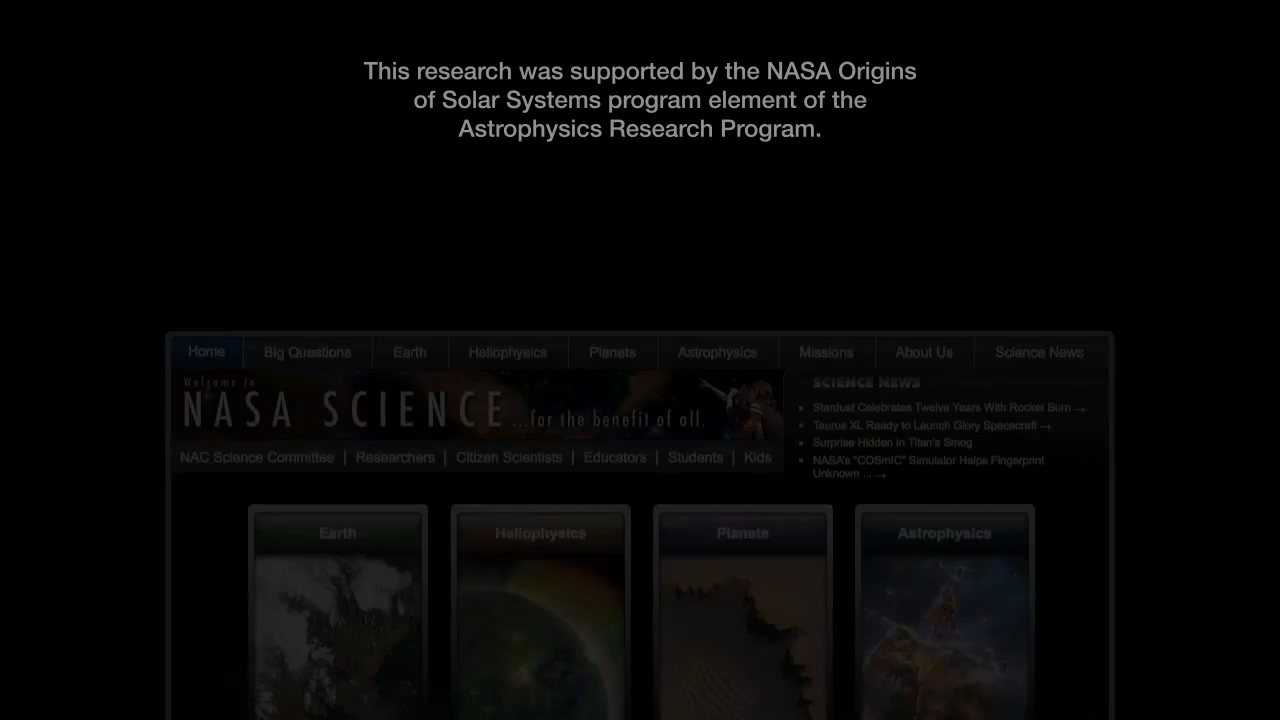 This research was supported by the NASA Origins
of Solar Systems program element of the
Astrophysics Research Program.
Home
Big Questions
Earth
Heliophysics
Planets
Astrophysics
Missions
About Us
Science News
Welcome to
NASA SCIENCE ...for the benefit of all.
NAC Science Committee | Researchers | Citizen Scientists | Educators | Students | Kids
SCIENCE NEWS
Stardust Celebrates Twelve Years With Rocket Burn →
Taurus XL Ready to Launch Glory Spacecraft →
Surprise Hidden in Titan's Smog
NASA's "COSmIC" Simulator Helps Fingerprint
Unknown ... →
Earth
Heliophysics
Planets
Astrophysics